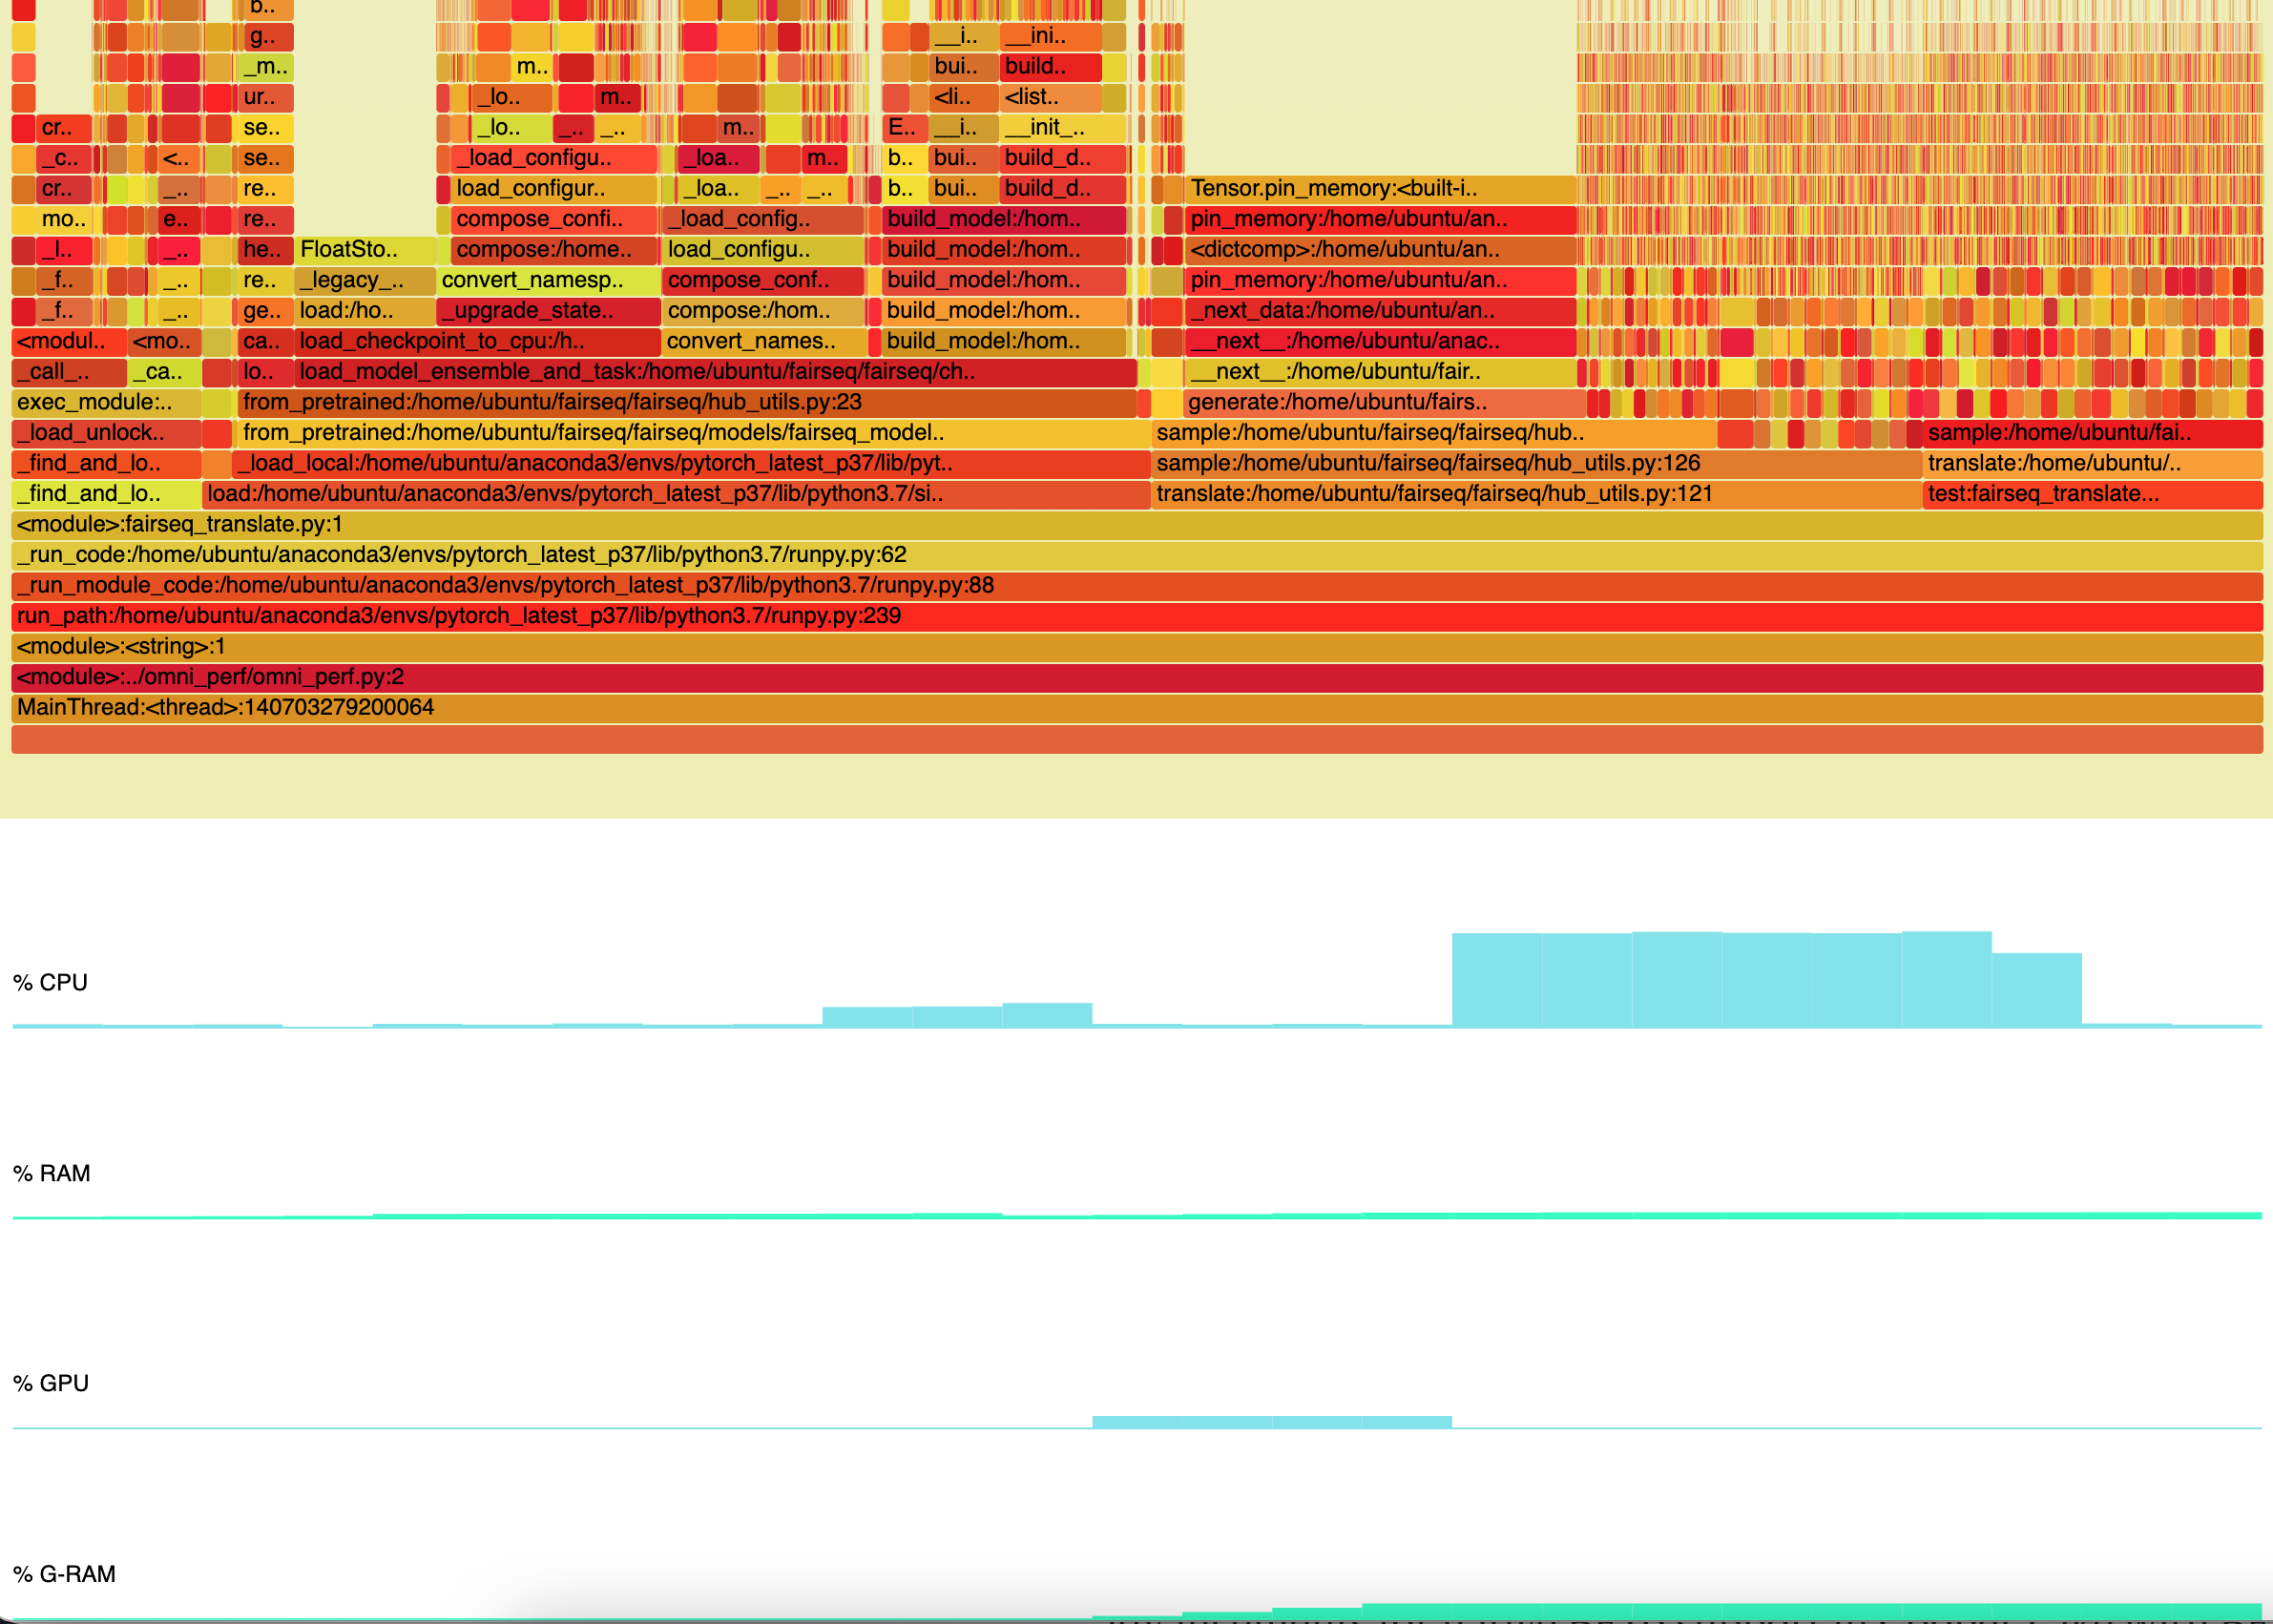 b..
g.. __i.. __ini..
_m.. m.. bui.. build..
ur.. _lo.. m.. <li.. <list..
cr.. se.. _lo.. _.. _.. m.. E.. __i.. __init_..
_c.. <.. se.. _load_configu.. _loa.. m.. b.. bui.. build_d..
cr.. _.. re.. load_configur.. _loa.. _.. _.. b.. bui.. build_d.. Tensor.pin_memory:<built-i..
mo.. e.. re.. compose_confi.. _load_config.. build_model:/hom.. pin_memory:/home/ubuntu/an..
_l.. _.. he.. FloatSto.. compose:/home.. load_configu.. build_model:/hom.. <dictcomp>:/home/ubuntu/an..
_f.. _.. re.. _legacy_.. convert_namesp.. compose_conf.. build_model:/hom.. pin_memory:/home/ubuntu/an..
_f.. _.. ge.. load:/ho.. _upgrade_state.. compose:/hom.. build_model:/hom.. _next_data:/home/ubuntu/an..
<modul.. <mo.. ca.. load_checkpoint_to_cpu:/h.. convert_names.. build_model:/hom.. __next__:/home/ubuntu/anac..
_call_.. _ca.. lo.. load_model_ensemble_and_task:/home/ubuntu/fairseq/fairseq/ch.. __next__:/home/ubuntu/fair..
exec_module:.. from_pretrained:/home/ubuntu/fairseq/fairseq/hub_utils.py:23 generate:/home/ubuntu/fairs..
_load_unlock.. from_pretrained:/home/ubuntu/fairseq/fairseq/models/fairseq_model.. sample:/home/ubuntu/fairseq/fairseq/hub.. sample:/home/ubuntu/fai..
_find_and_lo.. _load_local:/home/ubuntu/anaconda3/envs/pytorch_latest_p37/lib/pyt.. sample:/home/ubuntu/fairseq/fairseq/hub_utils.py:126 translate:/home/ubuntu/..
_find_and_lo.. load:/home/ubuntu/anaconda3/envs/pytorch_latest_p37/lib/python3.7/si.. translate:/home/ubuntu/fairseq/fairseq/hub_utils.py:121 test:fairseq_translate...
<module>:fairseq_translate.py:1
_run_code:/home/ubuntu/anaconda3/envs/pytorch_latest_p37/lib/python3.7/runpy.py:62
_run_module_code:/home/ubuntu/anaconda3/envs/pytorch_latest_p37/lib/python3.7/runpy.py:88
run_path:/home/ubuntu/anaconda3/envs/pytorch_latest_p37/lib/python3.7/runpy.py:239
<module>:<string>:1
<module>:../omni_perf/omni_perf.py:2
MainThread:<thread>:140703279200064
% CPU
% RAM
% GPU
% G-RAM